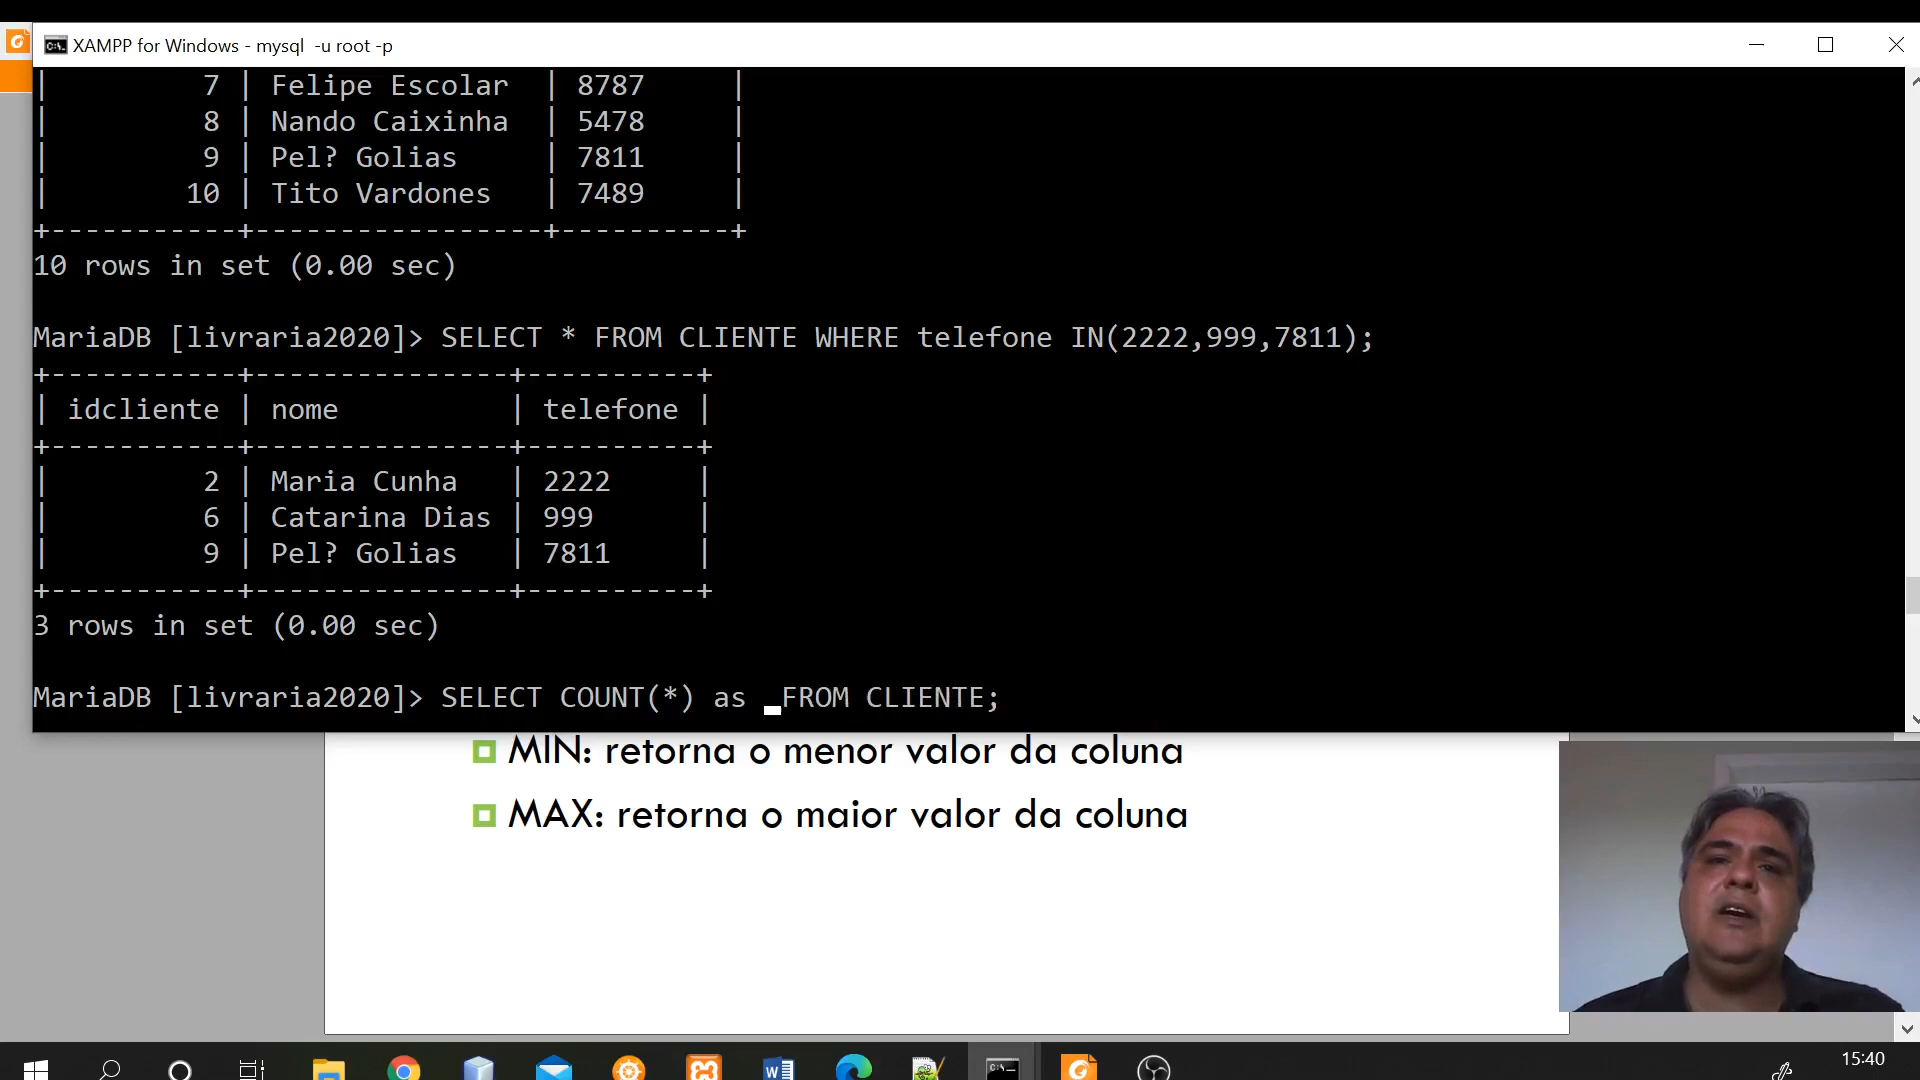 XAMPP for Windows - mysql  -u root -p
|         7 | Felipe Escolar  | 8787     |
|         8 | Nando Caixinha  | 5478     |
|         9 | Pel? Golias     | 7811     |
|        10 | Tito Vardones   | 7489     |
+-----------+-----------------+----------+
10 rows in set (0.00 sec)
MariaDB [livraria2020]> SELECT * FROM CLIENTE WHERE telefone IN(2222,999,7811);
+-----------+---------------+----------+
| idcliente | nome          | telefone |
+-----------+---------------+----------+
|         2 | Maria Cunha   | 2222     |
|         6 | Catarina Dias | 999      |
|         9 | Pel? Golias   | 7811     |
+-----------+---------------+----------+
3 rows in set (0.00 sec)
MariaDB [livraria2020]> SELECT COUNT(*) as _FROM CLIENTE;
MIN: retorna o menor valor da coluna
MAX: retorna o maior valor da coluna
15:40